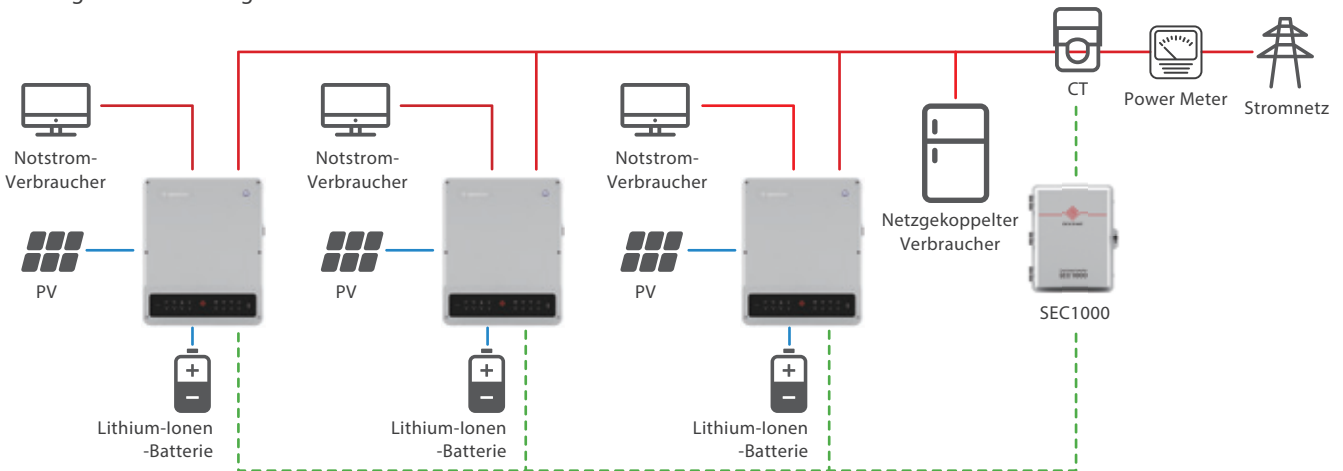 CT
Power Meter
Stromnetz
Notstrom-
Verbraucher
Notstrom-
Verbraucher
Notstrom-
Verbraucher
Netzgekoppelter
Verbraucher
PV
PV
PV
SEC1000
Lithium-Ionen
-Batterie
Lithium-Ionen
-Batterie
Lithium-Ionen
-Batterie